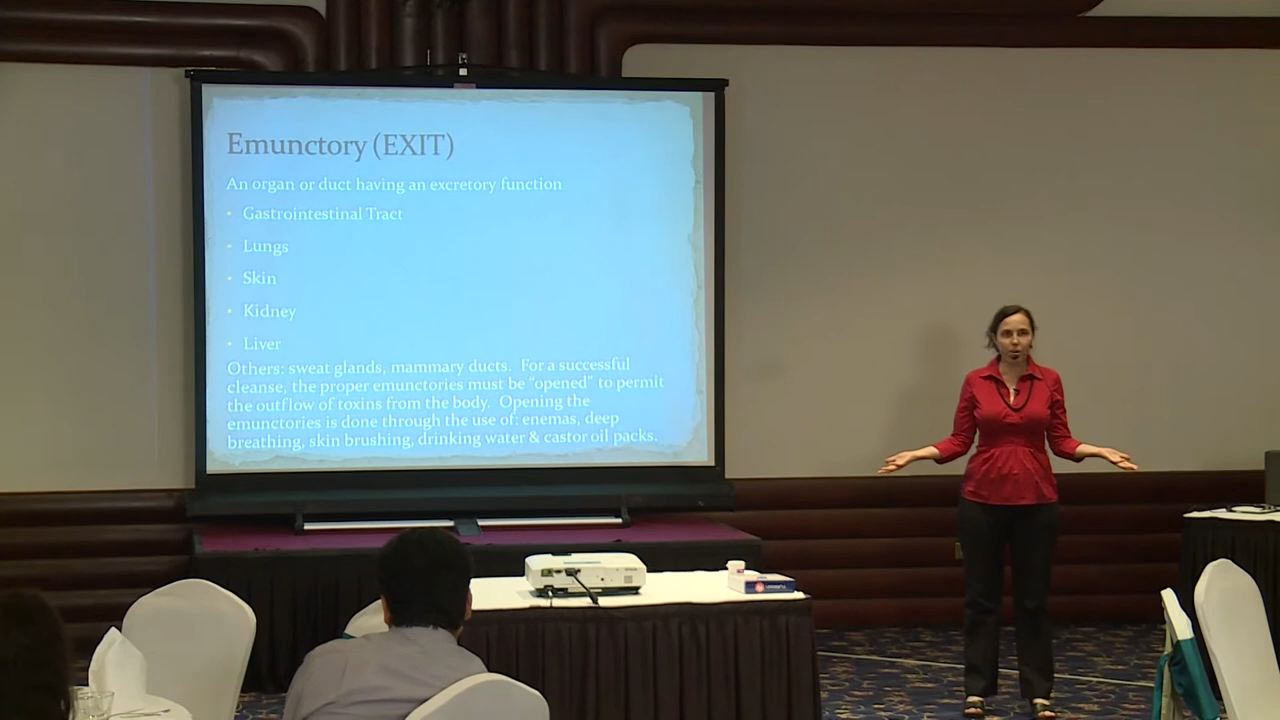 Emunctory (EXIT)
An organ or duct having an excretory function
• Gastrointestinal Tract
• Lungs
• Skin
• Kidney
• Liver
Others: sweat glands, mammary ducts. For a successful
cleanse, the proper emunctories must be “opened” to permit
the outflow of toxins from the body. Opening the
emunctories is done through the use of: enemas, deep
breathing, skin brushing, drinking water & castor oil packs.